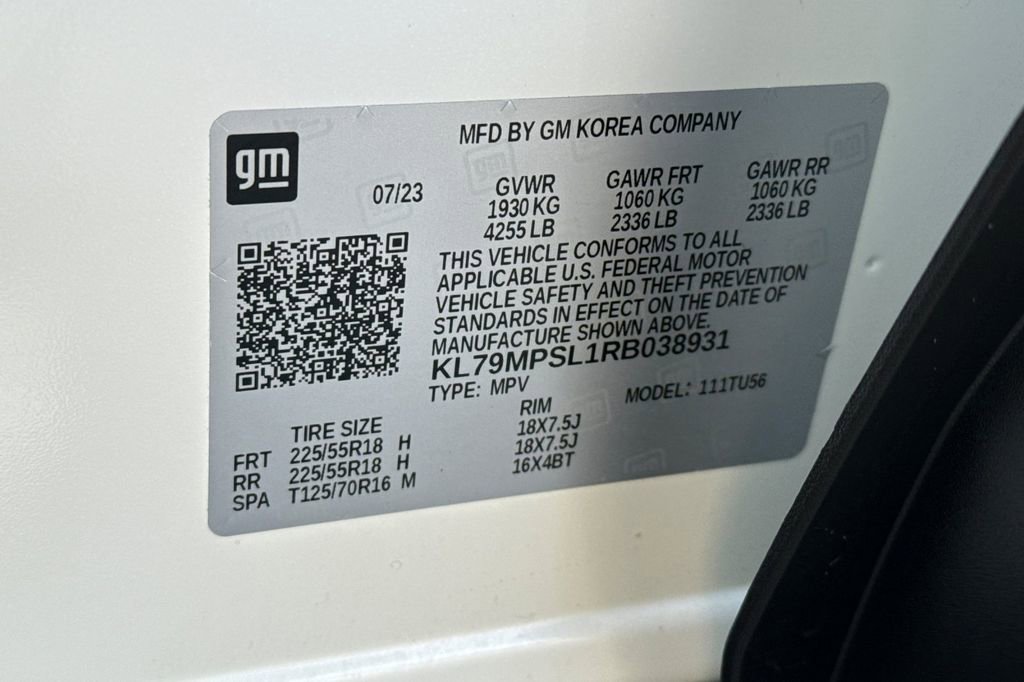 MFD BY GM KOREA COMPANY
gm
07/23
GVWR GAWR FRT GAWR RR
1930 KG 1060 KG 1060 KG
4255 LB 2336 LB 2336 LB
THIS VEHICLE CONFORMS TO ALL
APPLICABLE U.S. FEDERAL MOTOR
VEHICLE SAFETY AND THEFT PREVENTION
STANDARDS IN EFFECT ON THE DATE OF
MANUFACTURE SHOWN ABOVE.
KL79MPSL1RB038931
TYPE: MPV MODEL: 111TU56
TIRE SIZE RIM
FRT 225/55R18 H 18X7.5J
RR 225/55R18 H 18X7.5J
SPA T125/70R16 M 16X4BT